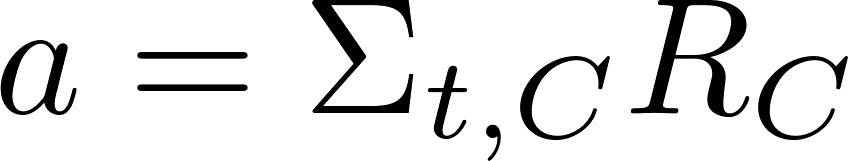 a = Σ_{t,C} R_C